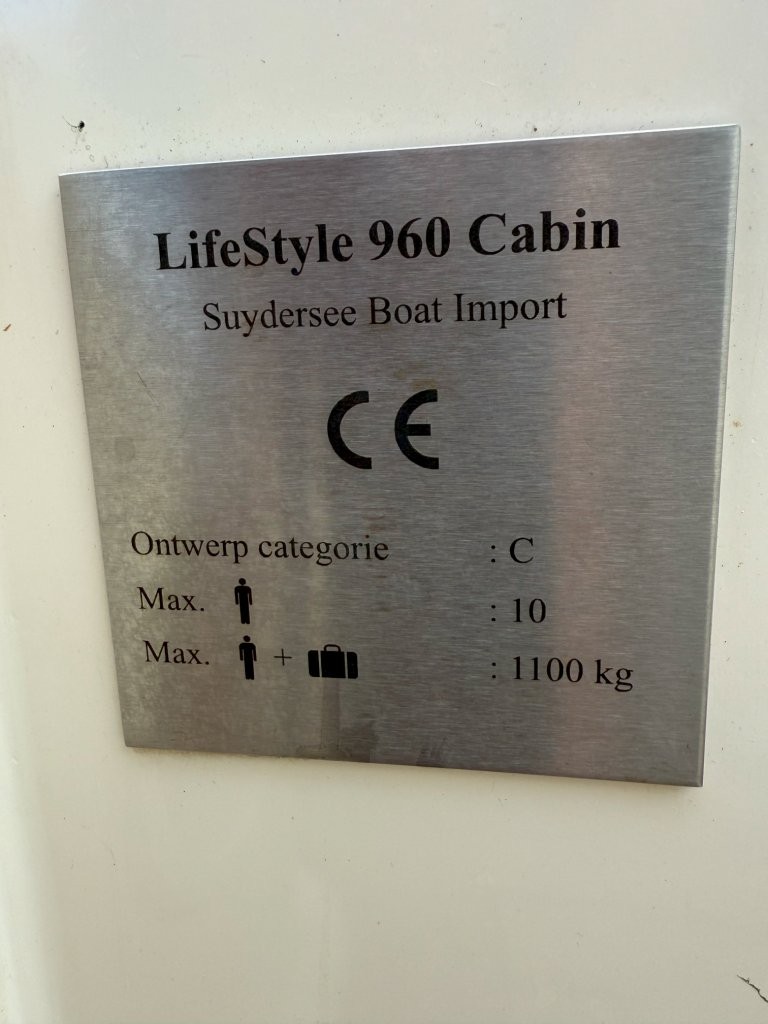 LifeStyle 960 Cabin
Suydersee Boat Import
CE
Ontwerp categorie : C
Max. : 10
Max. + : 1100 kg